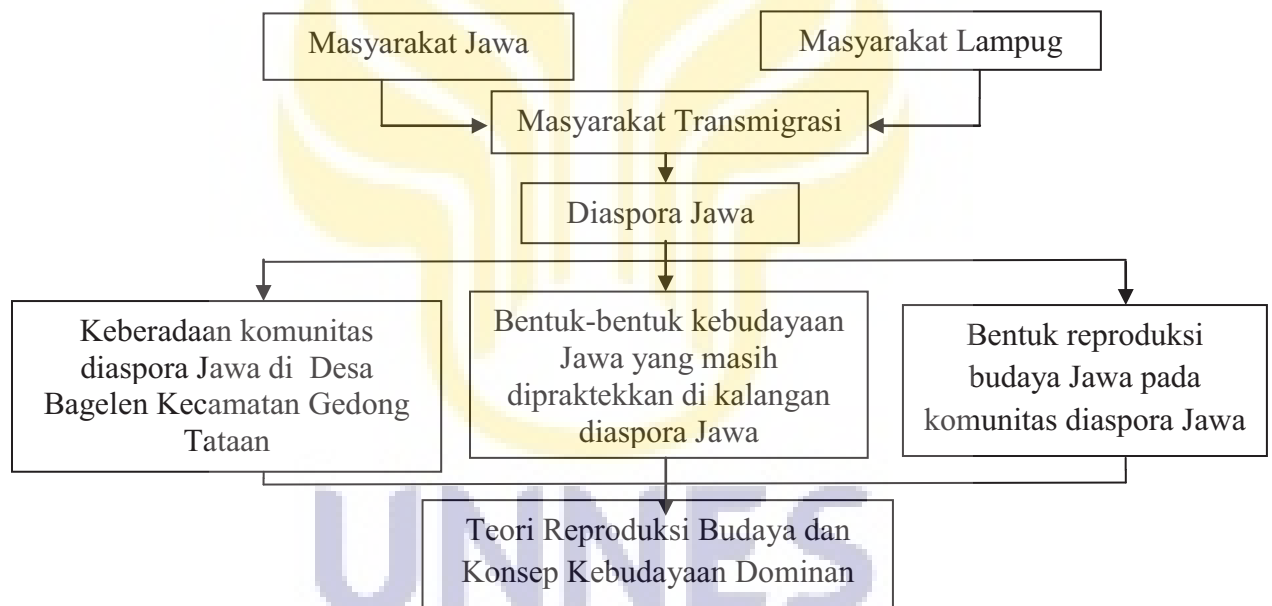 Masyarakat Jawa
Masyarakat Lampug
Masyarakat Transmigrasi
Diaspora Jawa
Keberadaan komunitas
diaspora Jawa di Desa
Bagelen Kecamatan Gedong
Tataan
Bentuk-bentuk kebudayaan
Jawa yang masih
dipraktekkan di kalangan
diaspora Jawa
Bentuk reproduksi
budaya Jawa pada
komunitas diaspora Jawa
Teori Reproduksi Budaya dan
Konsep Kebudayaan Dominan
UNNES